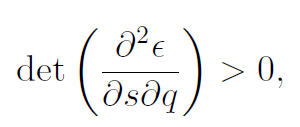 det ( ∂²ϵ / ∂s∂q ) > 0,